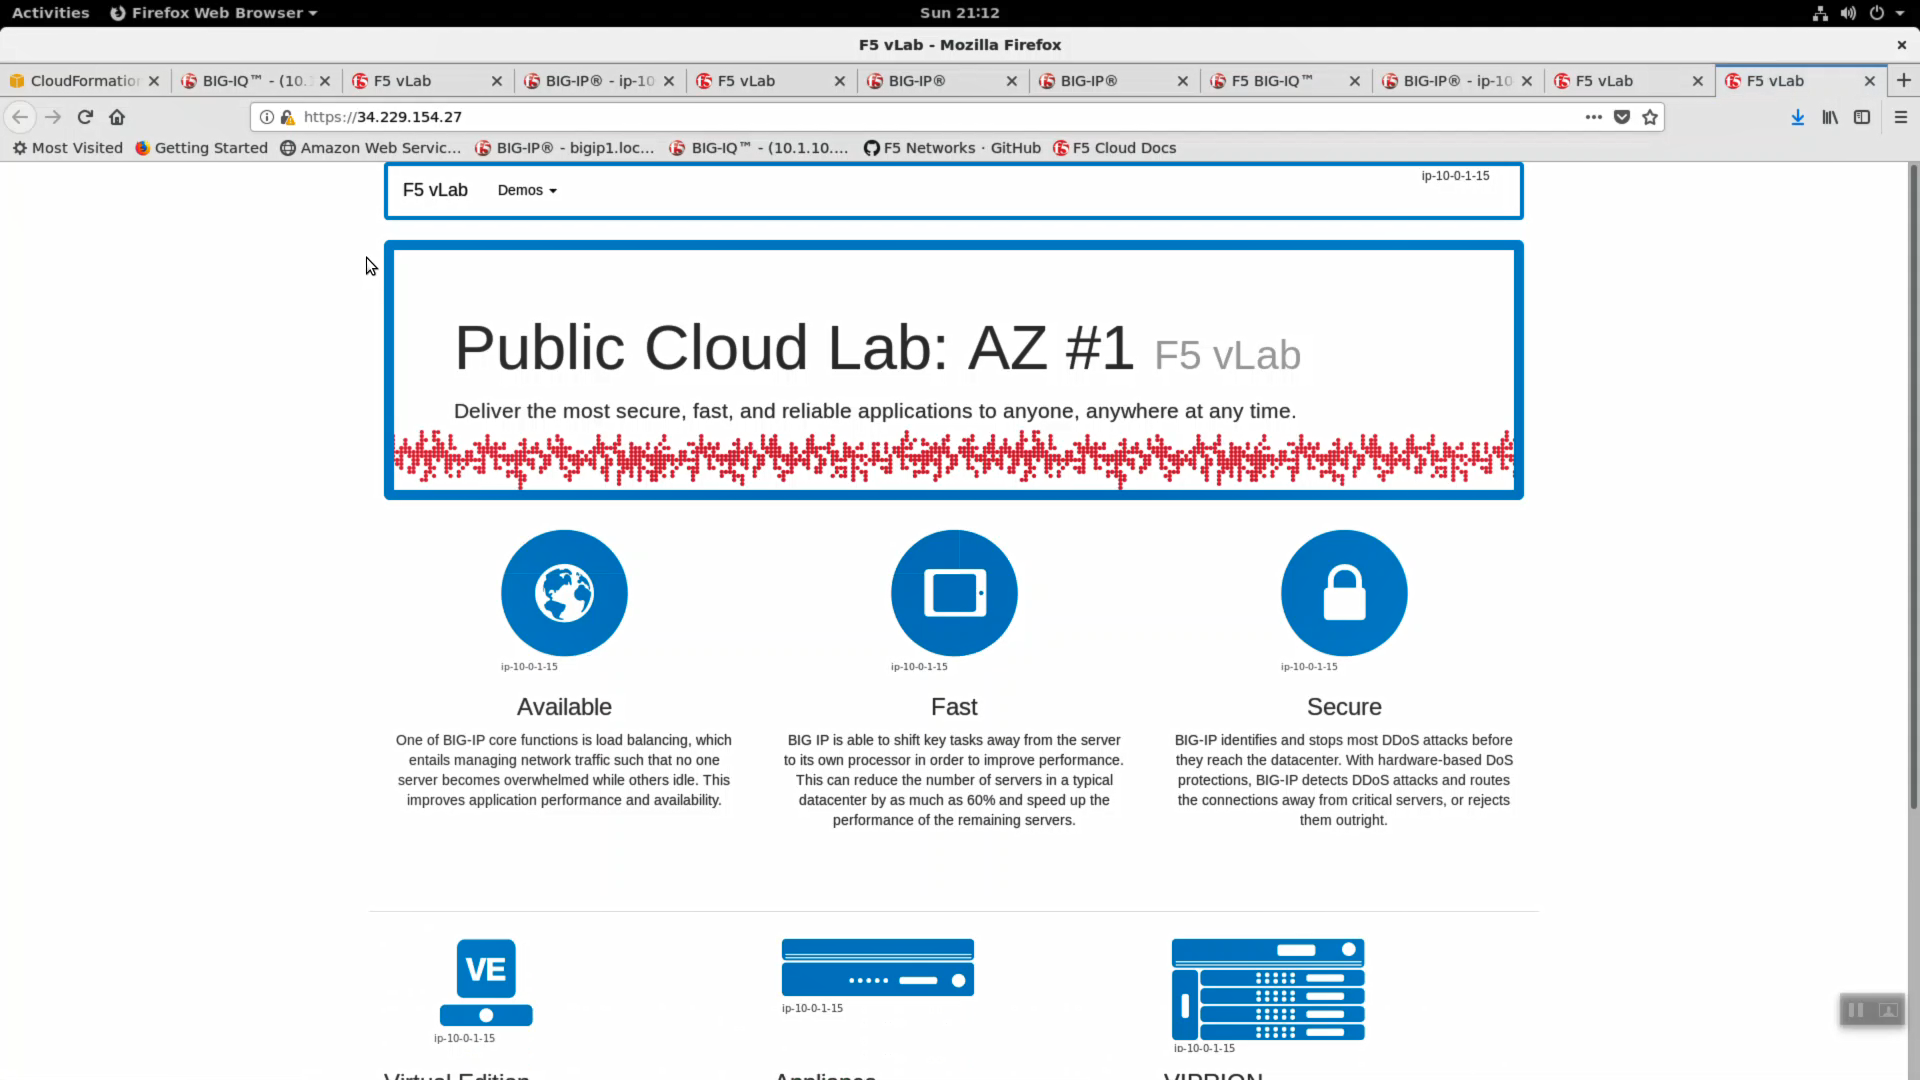 Activities Firefox Web Browser Sun 21:12
F5 vLab - Mozilla Firefox
CloudFormatio BIG-IQ™ - (10. F5 vLab BIG-IP® - ip-10 F5 vLab BIG-IP® BIG-IP® F5 BIG-IQ™ BIG-IP® - ip-10 F5 vLab F5 vLab
https://34.229.154.27
Most Visited Getting Started Amazon Web Servic... BIG-IP® - bigip1.loc... BIG-IQ™ - (10.1.10.... F5 Networks · GitHub F5 Cloud Docs
F5 vLab Demos ip-10-0-1-15
Public Cloud Lab: AZ #1 F5 vLab
Deliver the most secure, fast, and reliable applications to anyone, anywhere at any time.
ip-10-0-1-15 ip-10-0-1-15 ip-10-0-1-15
Available
One of BIG-IP core functions is load balancing, which
entails managing network traffic such that no one
server becomes overwhelmed while others idle. This
improves application performance and availability.
Fast
BIG IP is able to shift key tasks away from the server
to its own processor in order to improve performance.
This can reduce the number of servers in a typical
datacenter by as much as 60% and speed up the
performance of the remaining servers.
Secure
BIG-IP identifies and stops most DDoS attacks before
they reach the datacenter. With hardware-based DoS
protections, BIG-IP detects DDoS attacks and routes
the connections away from critical servers, or rejects
them outright.
VE
ip-10-0-1-15 ip-10-0-1-15 ip-10-0-1-15
Virtual Edition Appliance VIPRION